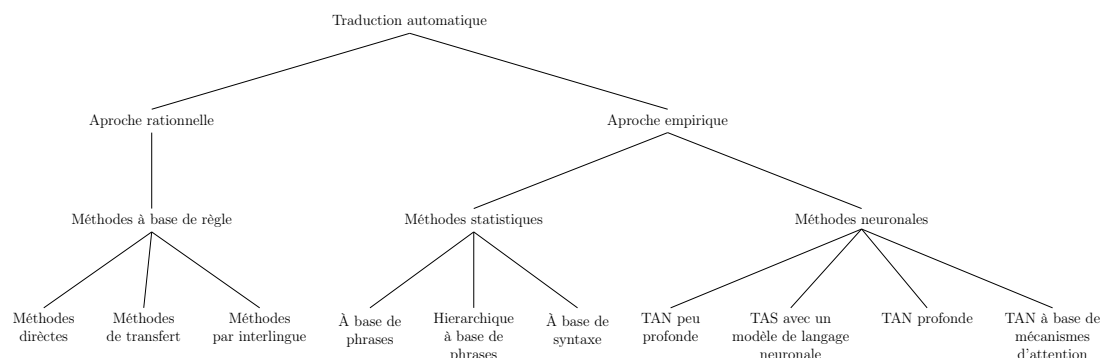 Traduction automatique
Aproche rationnelle
Aproche empirique
Méthodes à base de règle
Méthodes statistiques
Méthodes neuronales
Méthodes
dirèctes
Méthodes
de transfert
Méthodes
par interlingue
À base de
phrases
Hierarchique
à base de
phrases
À base de
syntaxe
TAN peu
profonde
TAS avec un
modèle de langage
neuronale
TAN profonde
TAN à base de
mécanismes
d'attention